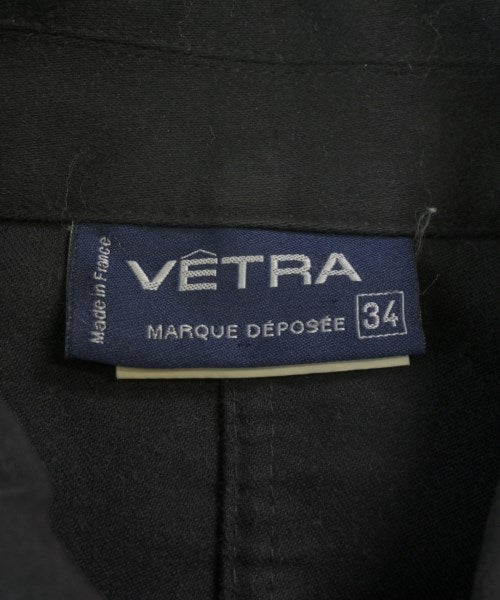 Made in France
VÊTRA
MARQUE DÉPOSÉE 34